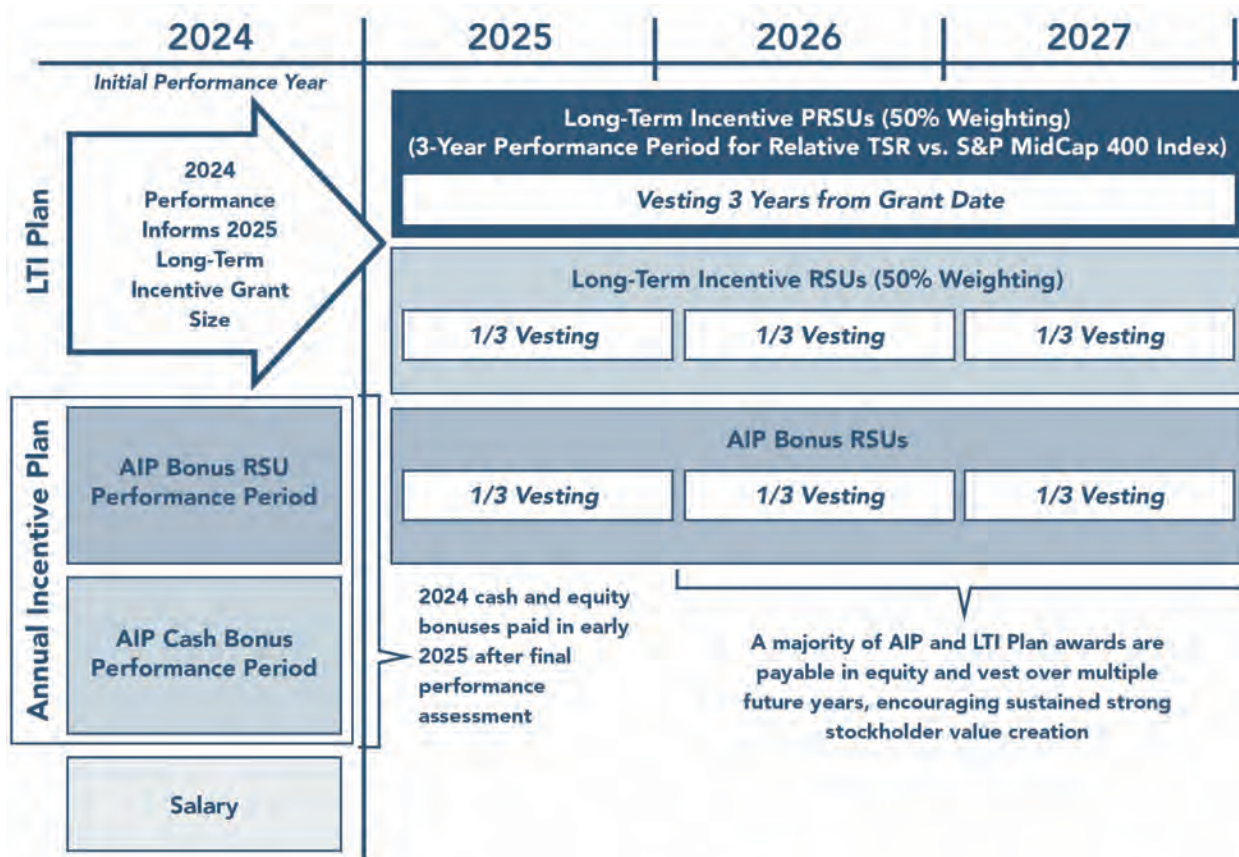 2024 2025 2026 2027
Initial Performance Year
LTI Plan
2024
Performance
Informs 2025
Long-Term
Incentive Grant
Size
Long-Term Incentive PRSUs (50% Weighting)
(3-Year Performance Period for Relative TSR vs. S&P MidCap 400 Index)
Vesting 3 Years from Grant Date
Long-Term Incentive RSUs (50% Weighting)
1/3 Vesting 1/3 Vesting 1/3 Vesting
Annual Incentive Plan
AIP Bonus RSU
Performance Period
AIP Bonus RSUs
1/3 Vesting 1/3 Vesting 1/3 Vesting
AIP Cash Bonus
Performance Period
2024 cash and equity
bonuses paid in early
2025 after final
performance
assessment
A majority of AIP and LTI Plan awards are
payable in equity and vest over multiple
future years, encouraging sustained strong
stockholder value creation
Salary